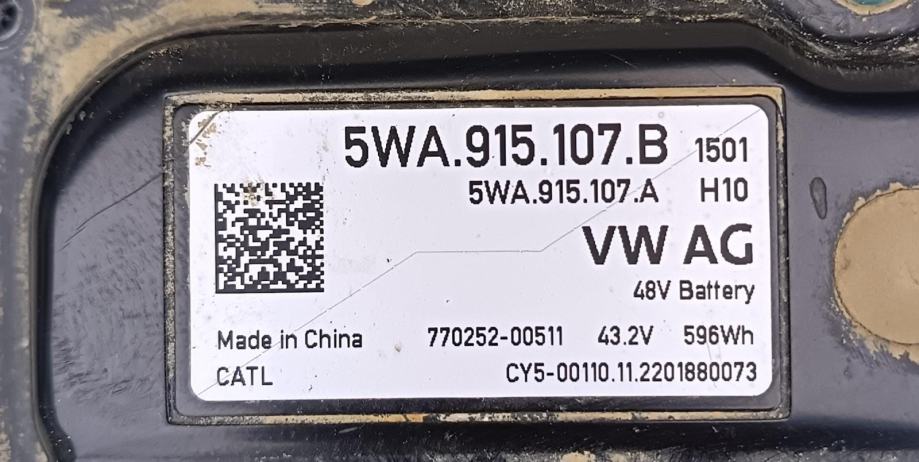 5WA.915.107.B 1501
5WA.915.107.A H10
VW AG
48V Battery
Made in China 770252-00511 43.2V 596Wh
CATL CY5-00110.11.2201880073